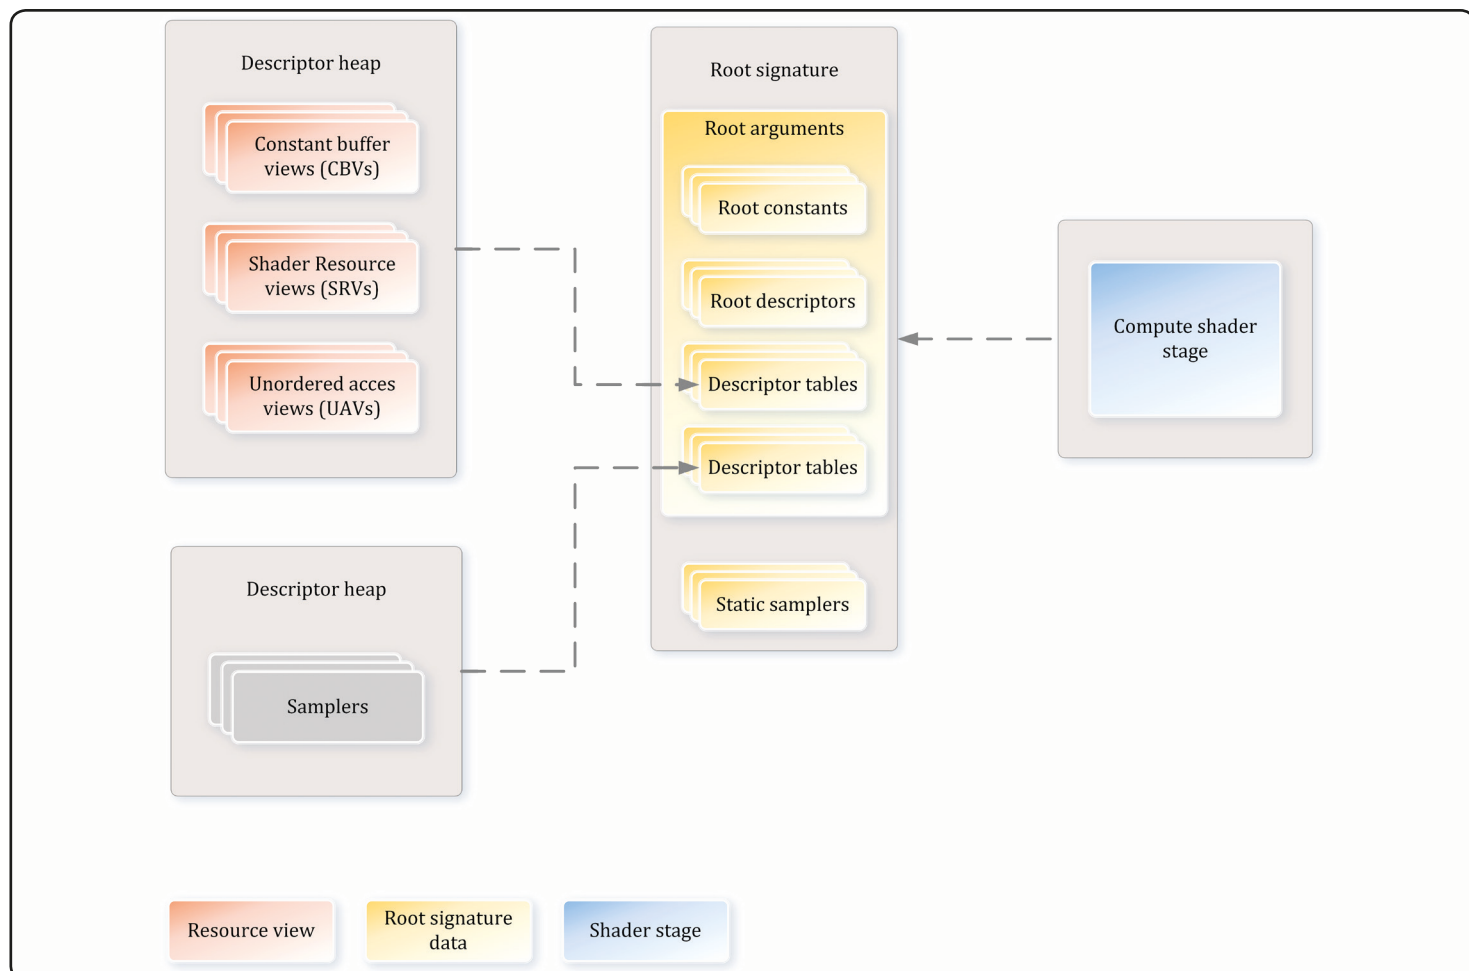 Descriptor heap
Constant buffer
views (CBVs)
Shader Resource
views (SRVs)
Unordered acces
views (UAVs)
Descriptor heap
Samplers
Root signature
Root arguments
Root constants
Root descriptors
Descriptor tables
Descriptor tables
Static samplers
Compute shader
stage
Resource view
Root signature
data
Shader stage